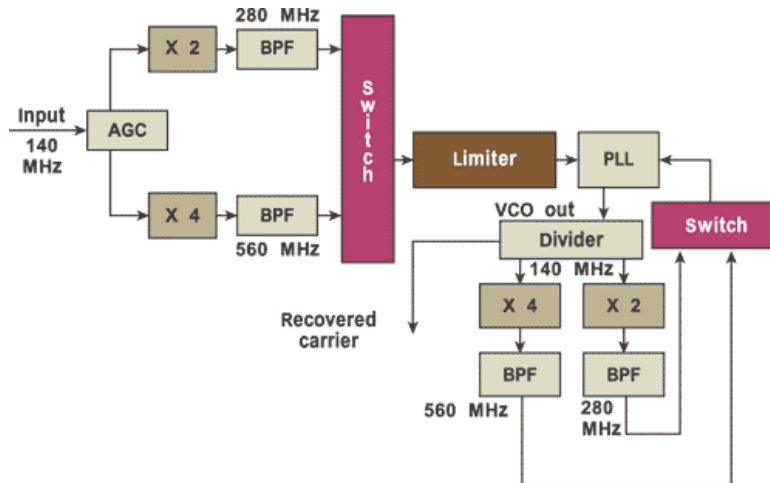 280 MHz
X 2
BPF
Input
140
MHz
AGC
X 4
BPF
560 MHz
Switch
Limiter
PLL
VCO out
Divider
140 MHz
Switch
Recovered
carrier
X 4
X 2
BPF
BPF
560 MHz
280
MHz